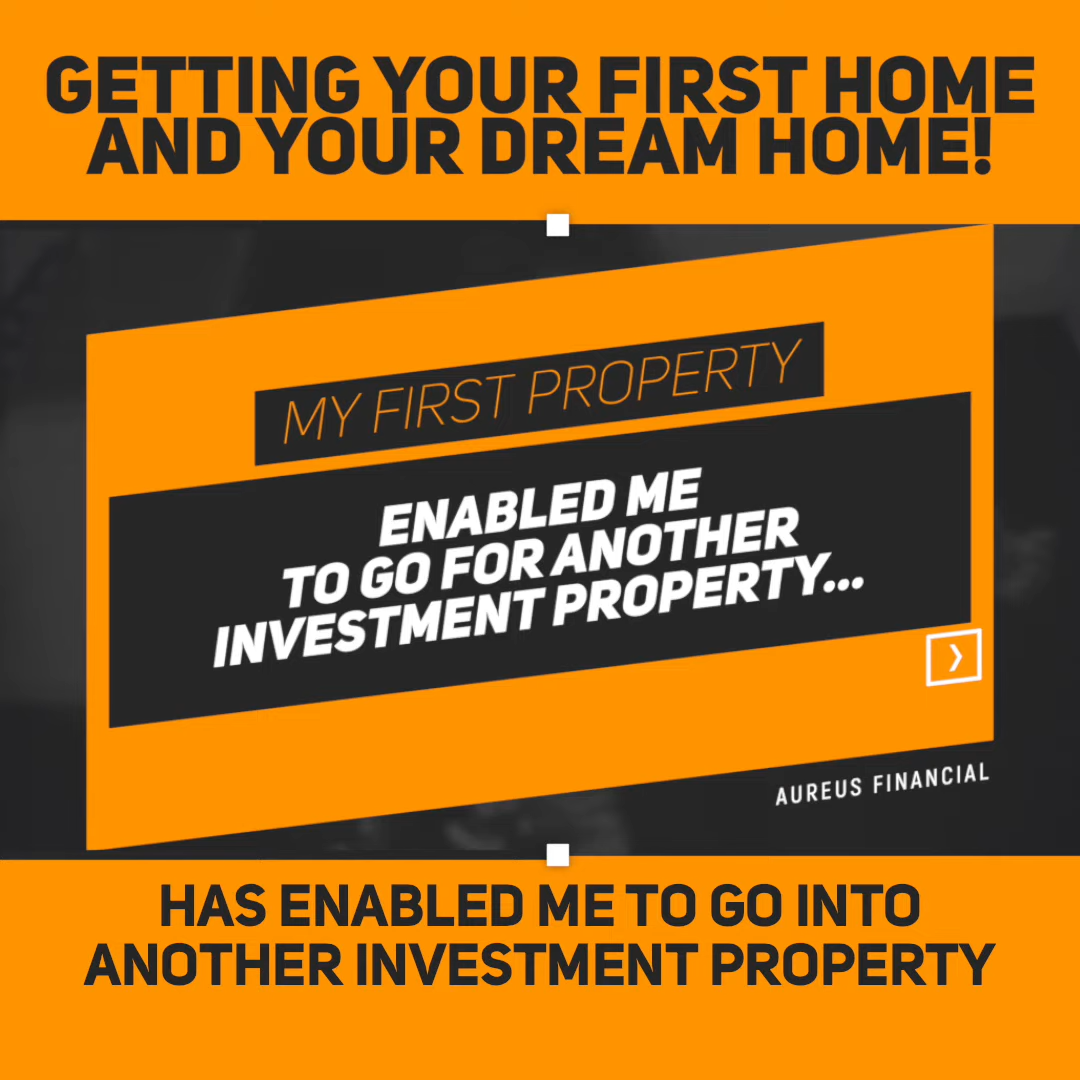 GETTING YOUR FIRST HOME
AND YOUR DREAM HOME!
MY FIRST PROPERTY
ENABLED ME
TO GO FOR ANOTHER
INVESTMENT PROPERTY...
AUREUS FINANCIAL
HAS ENABLED ME TO GO INTO
ANOTHER INVESTMENT PROPERTY